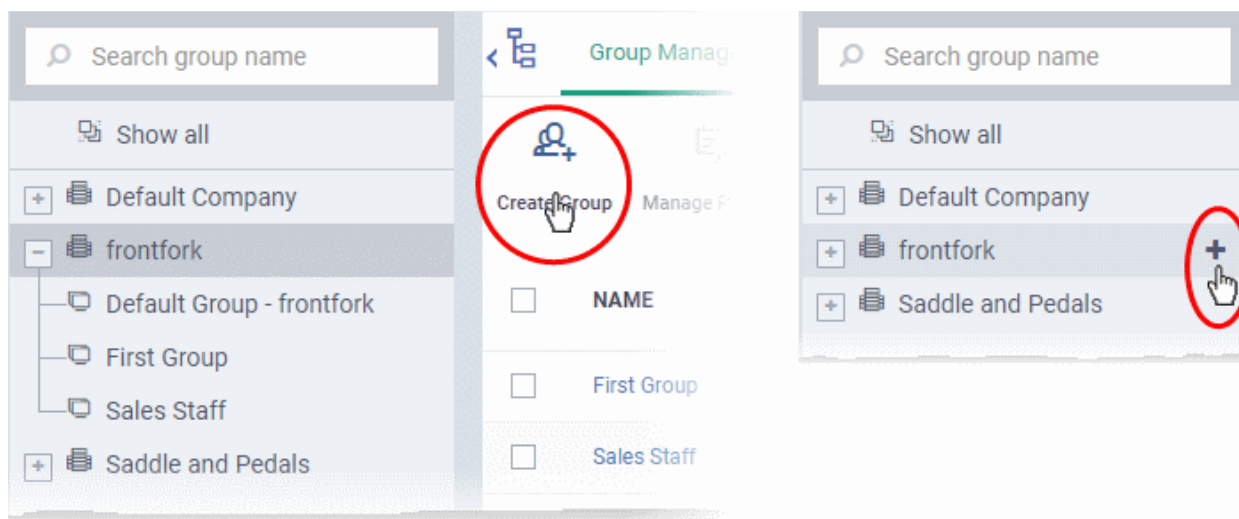 Search group name
Show all
Default Company
frontfork
Default Group - frontfork
First Group
Sales Staff
Saddle and Pedals
Group Manag
Create Group
Manage
NAME
First Group
Sales Staff
Search group name
Show all
Default Company
frontfork
Saddle and Pedals